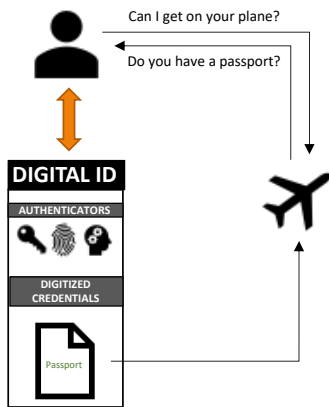 Can I get on your plane?
Do you have a passport?
DIGITAL ID
AUTHENTICATORS
DIGITIZED
CREDENTIALS
Passport